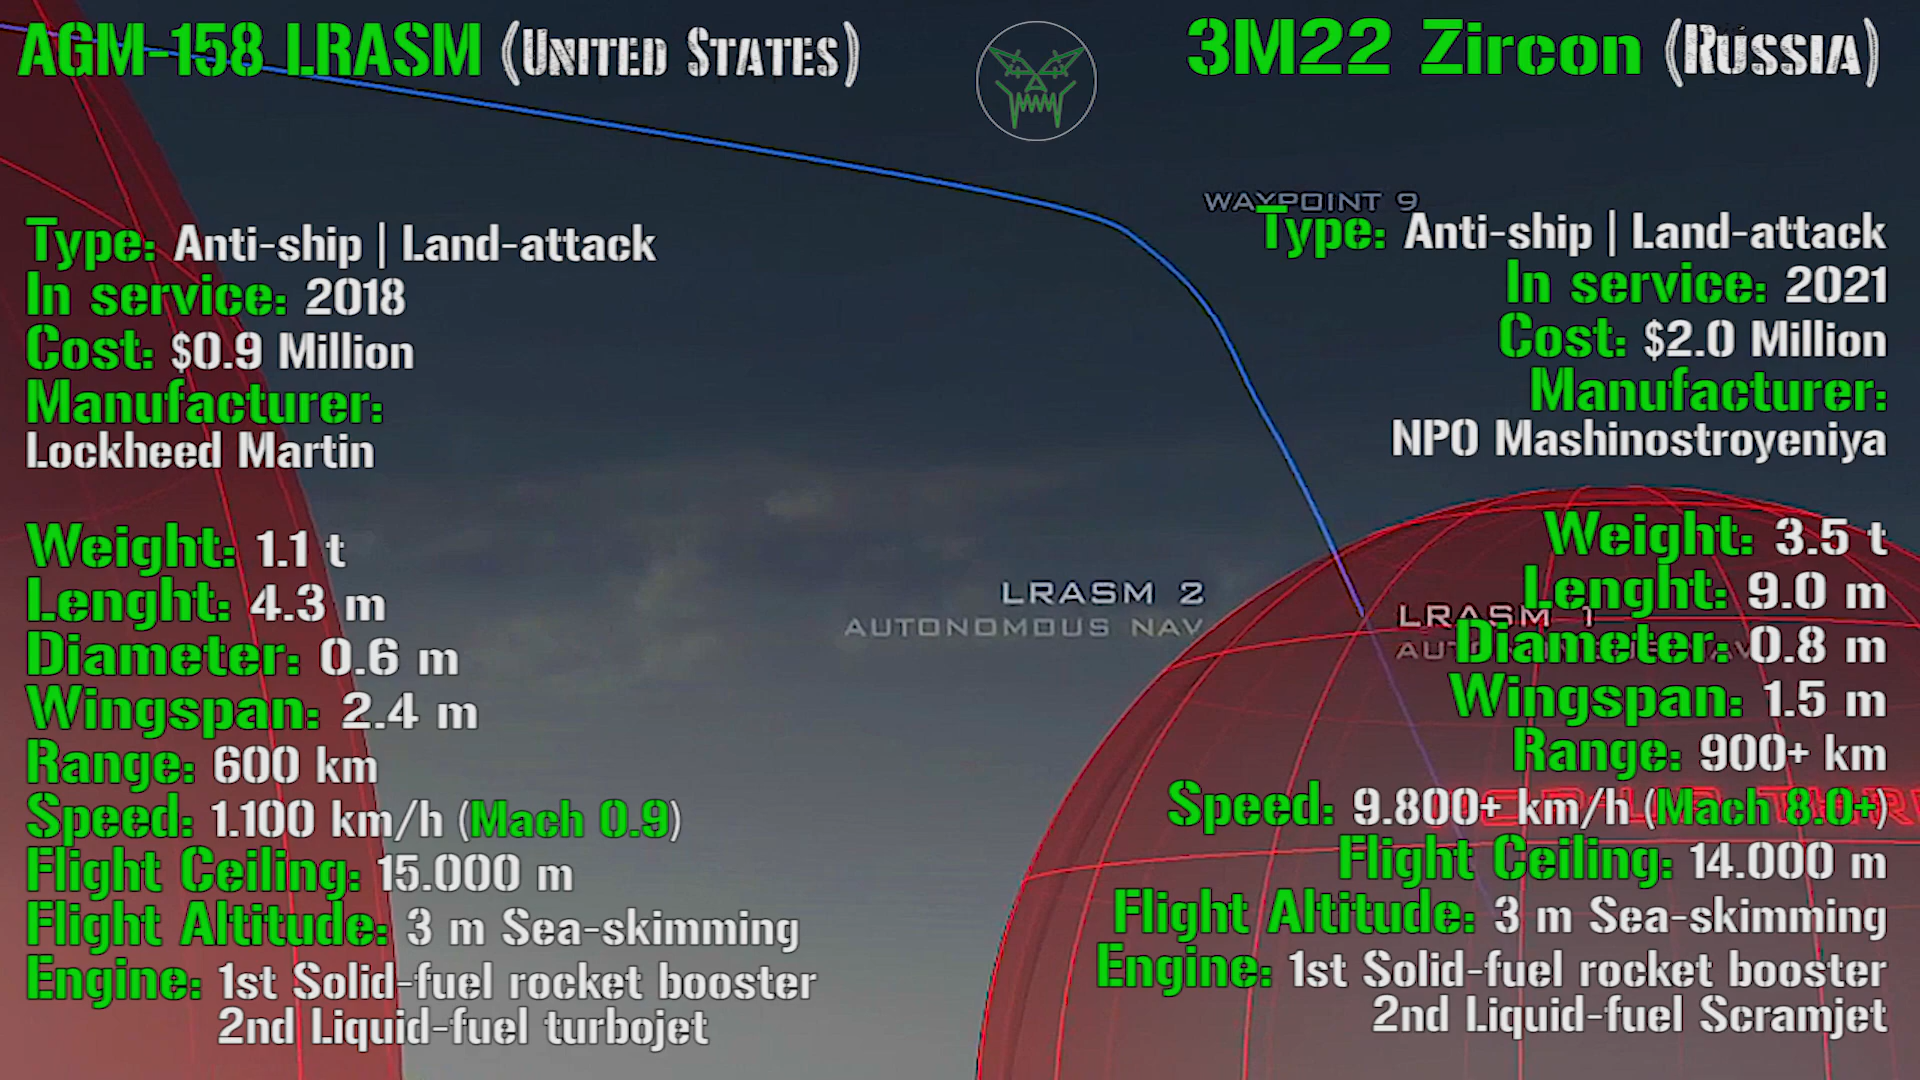 AGM-158 LRASM (UNITED STATES)
Type: Anti-ship | Land-attack
In service: 2018
Cost: $0.9 Million
Manufacturer:
Lockheed Martin
Weight: 1.1 t
Lenght: 4.3 m
Diameter: 0.6 m
Wingspan: 2.4 m
Range: 600 km
Speed: 1.100 km/h (Mach 0.9)
Flight Ceiling: 15.000 m
Flight Altitude: 3 m Sea-skimming
Engine: 1st Solid-fuel rocket booster
2nd Liquid-fuel turbojet
3M22 Zircon (RUSSIA)
WAYPOINT 9
Type: Anti-ship | Land-attack
In service: 2021
Cost: $2.0 Million
Manufacturer:
NPO Mashinostroyeniya
Weight: 3.5 t
Lenght: 9.0 m
Diameter: 0.8 m
Wingspan: 1.5 m
Range: 900+ km
Speed: 9.800+ km/h (Mach 8.0+)
Flight Ceiling: 14.000 m
Flight Altitude: 3 m Sea-skimming
Engine: 1st Solid-fuel rocket booster
2nd Liquid-fuel Scramjet
LRASM 2
AUTONOMOUS NAV
LRASM 1